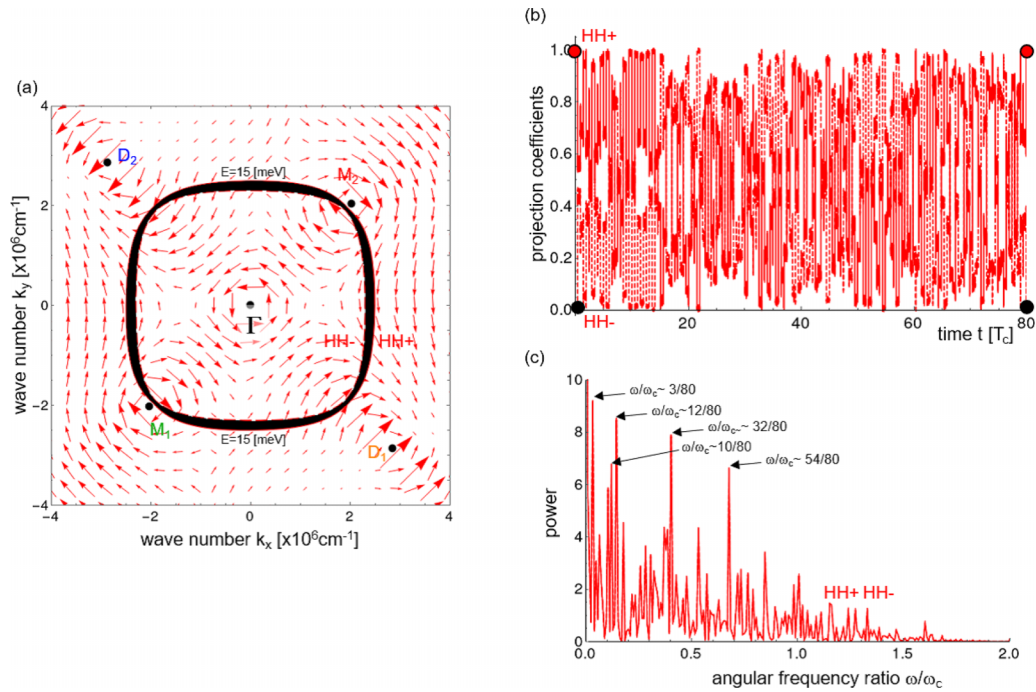 (a)
4
2
0
−2
−4
−4
−2
0
2
4
wave number ky [x10⁶cm⁻¹]
wave number kx [x10⁶cm⁻¹]
D₂
E=15 [meV]
M₂
Γ
HH- HH+
M₁
E=15 [meV]
D₁
(b)
HH+
1.0
0.8
0.6
0.4
0.2
0.0
HH-
20
40
60
80
projection coefficients
time t [Tc]
(c)
10
8
6
4
2
0
0.0
0.5
1.0
1.5
2.0
power
ω/ωc~ 3/80
ω/ωc~12/80
ω/ωc~ 32/80
ω/ωc~10/80
ω/ωc~ 54/80
HH+ HH-
angular frequency ratio ω/ωc